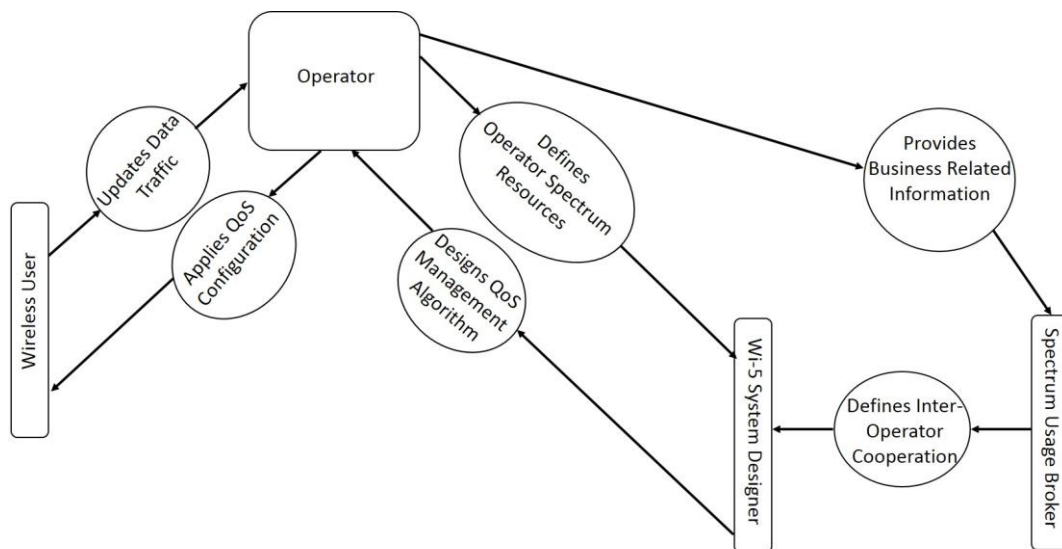 Operator
Updates Data
Traffic
Applies QoS
Configuration
Wireless User
Defines
Operator Spectrum
Resources
Designs QoS
Management
Algorithm
Provides
Business Related
Information
Wi-5 System Designer
Defines Inter-
Operator
Cooperation
Spectrum Usage Broker